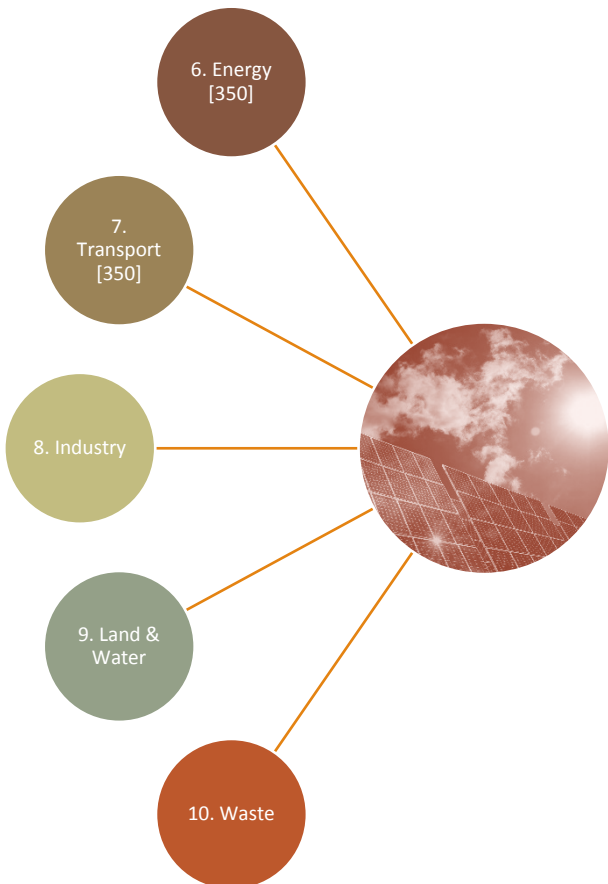 6. Energy
[350]
7.
Transport
[350]
8. Industry
9. Land &
Water
10. Waste